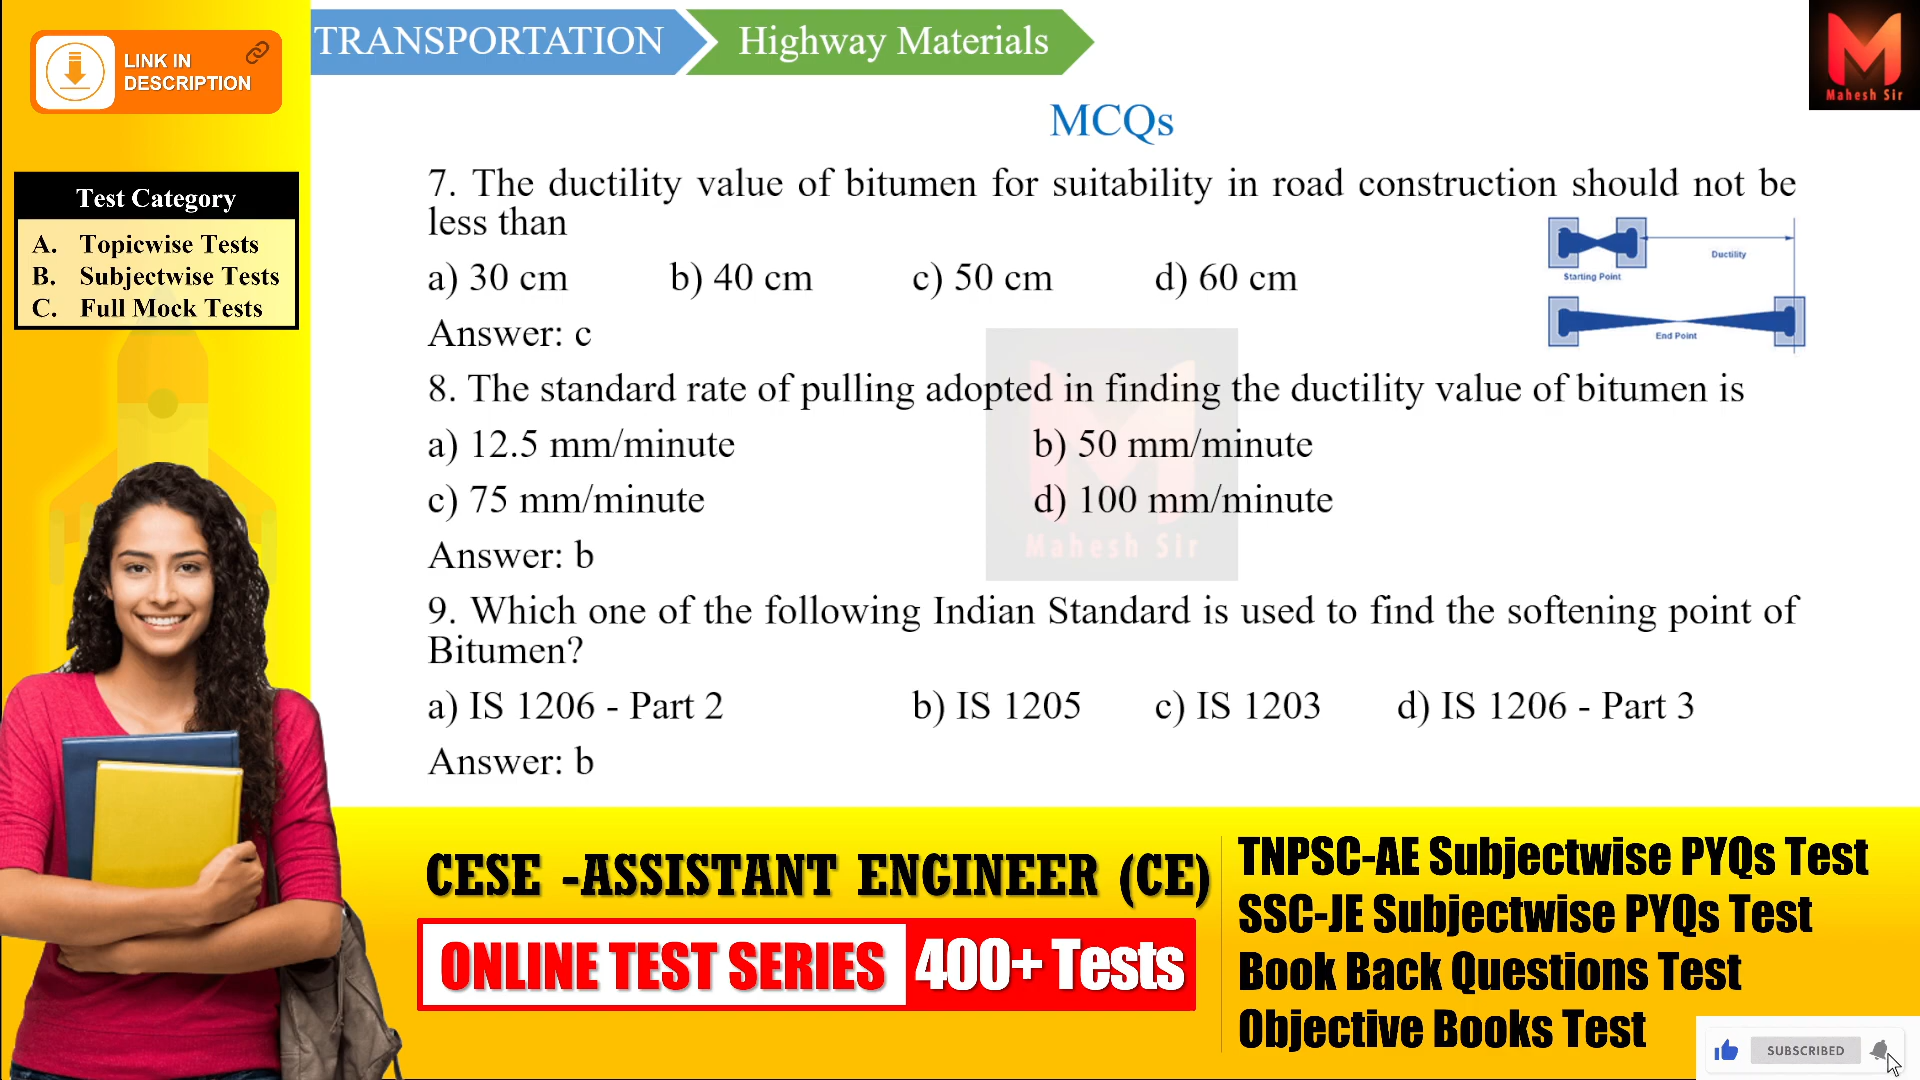 LINK IN
DESCRIPTION
TRANSPORTATION
Highway Materials
Mahesh Sir
MCQs
Test Category
A. Topicwise Tests
B. Subjectwise Tests
C. Full Mock Tests
7. The ductility value of bitumen for suitability in road construction should not be
less than
a) 30 cm b) 40 cm c) 50 cm d) 60 cm
Answer: c
Ductility
Starting Point
End Point
8. The standard rate of pulling adopted in finding the ductility value of bitumen is
a) 12.5 mm/minute b) 50 mm/minute
c) 75 mm/minute d) 100 mm/minute
Answer: b
Mahesh Sir
9. Which one of the following Indian Standard is used to find the softening point of
Bitumen?
a) IS 1206 - Part 2 b) IS 1205 c) IS 1203 d) IS 1206 - Part 3
Answer: b
CESE -ASSISTANT ENGINEER (CE)
ONLINE TEST SERIES 400+ Tests
TNPSC-AE Subjectwise PYQs Test
SSC-JE Subjectwise PYQs Test
Book Back Questions Test
Objective Books Test
SUBSCRIBED